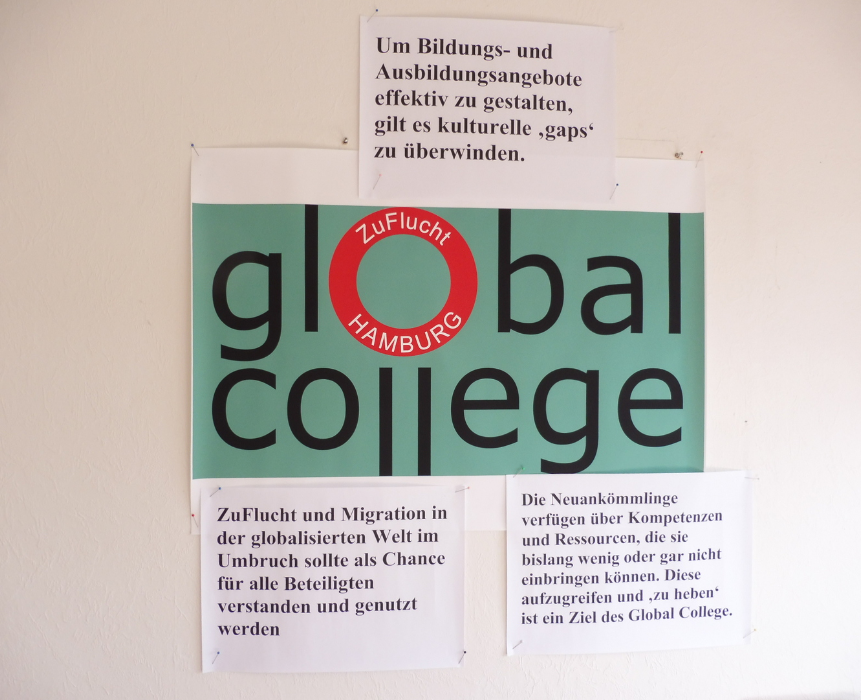 Um Bildungs- und
Ausbildungsangebote
effektiv zu gestalten,
gilt es kulturelle ‚gaps‘
zu überwinden.
global
ZuFlucht
HAMBURG
college
ZuFlucht und Migration in
der globalisierten Welt im
Umbruch sollte als Chance
für alle Beteiligten
verstanden und genutzt
werden
Die Neuankömmlinge
verfügen über Kompetenzen
und Ressourcen, die sie
bislang wenig oder gar nicht
einbringen können. Diese
aufzugreifen und ‚zu heben‘
ist ein Ziel des Global College.